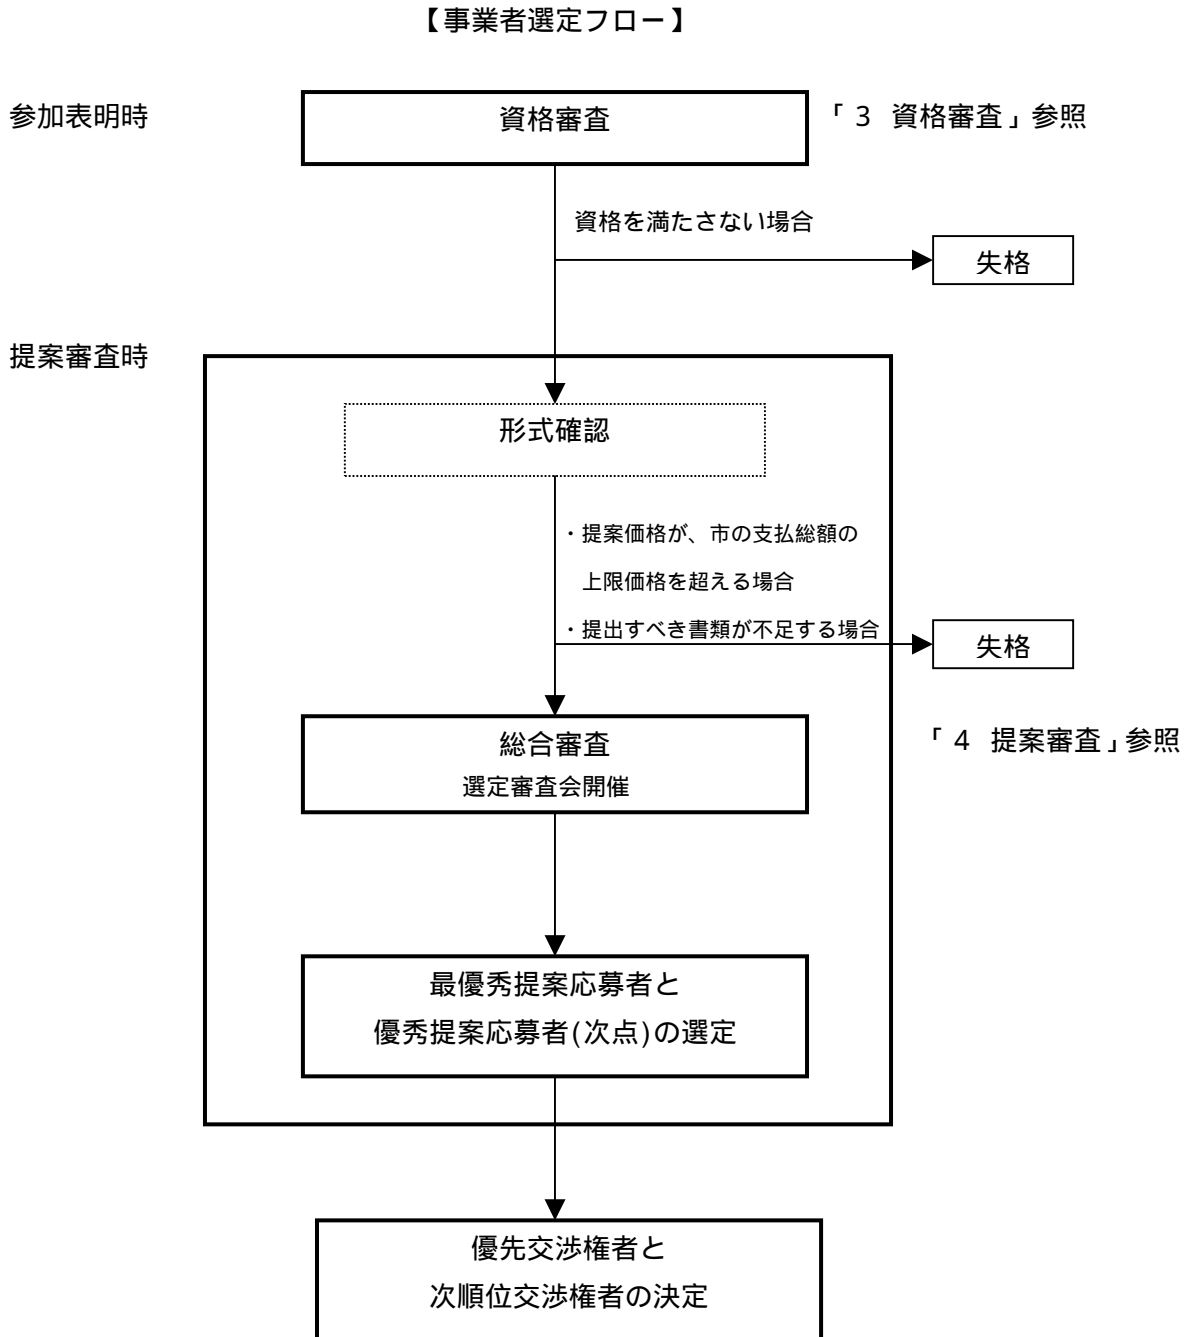 【事業者選定フロー】
参加表明時
資格審査
「3 資格審査」参照
資格を満たさない場合
失格
提案審査時
形式確認
・提案価格が、市の支払総額の
上限価格を超える場合
・提出すべき書類が不足する場合
失格
総合審査
選定審査会開催
「4 提案審査」参照
最優秀提案応募者と
優秀提案応募者(次点)の選定
優先交渉権者と
次順位交渉権者の決定